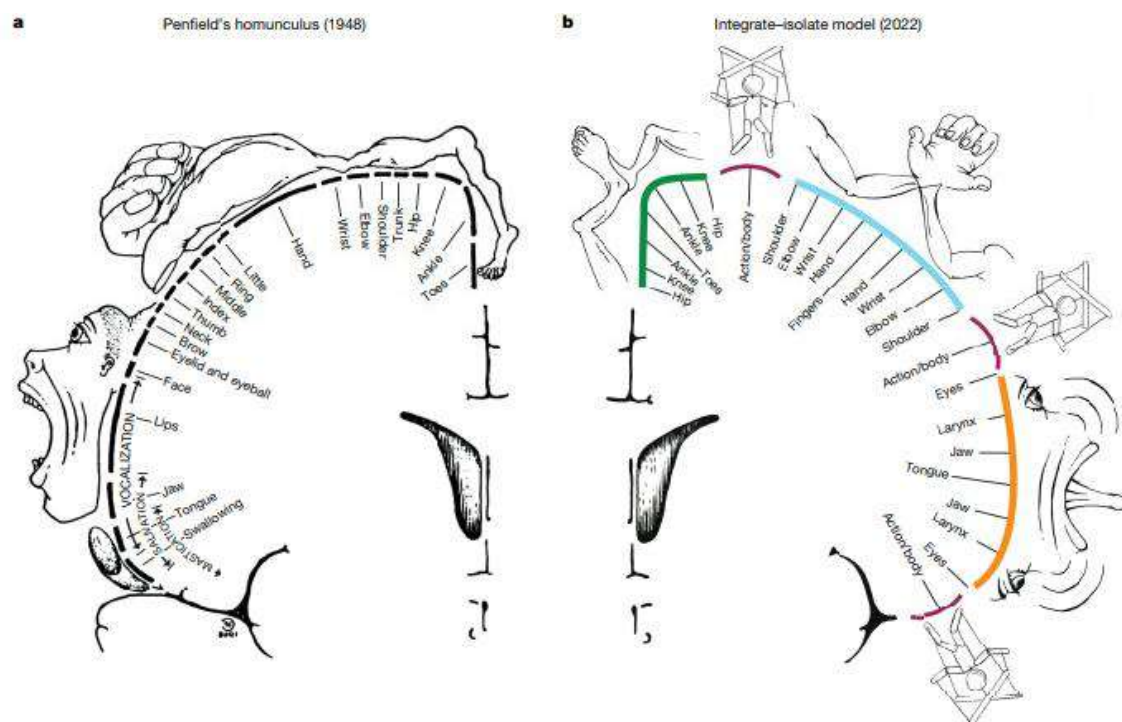 a
Penfield's homunculus (1948)
Toes
Ankle
Knee
Hip
Trunk
Shoulder
Elbow
Wrist
Hand
Little
Ring
Middle
Index
Thumb
Neck
Brow
Eyelid and eyeball
Face
Lips
VOCALIZATION
Jaw
Tongue
Swallowing
SALIVATION
MASTICATION
b
Integrate–isolate model (2022)
Hip
Knee
Ankle
Toes
Ankle
Knee
Hip
Action/body
Shoulder
Elbow
Wrist
Hand
Fingers
Hand
Wrist
Elbow
Shoulder
Action/body
Eyes
Larynx
Jaw
Tongue
Jaw
Larynx
Eyes
Action/body